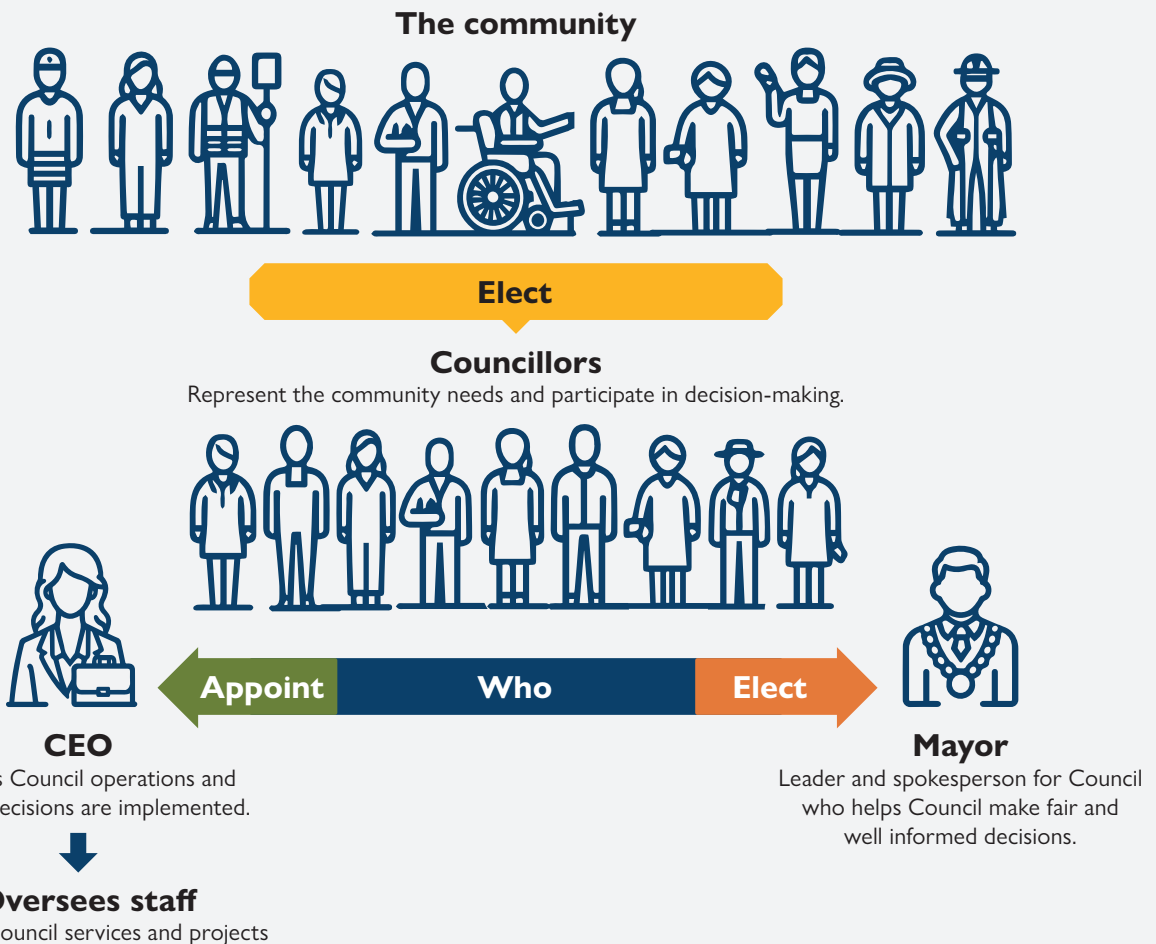 The community
Elect
Councillors
Represent the community needs and participate in decision-making.
Appoint
Who
Elect
CEO
Council operations and
decisions are implemented.
Oversees staff
Council services and projects
Mayor
Leader and spokesperson for Council
who helps Council make fair and
well informed decisions.